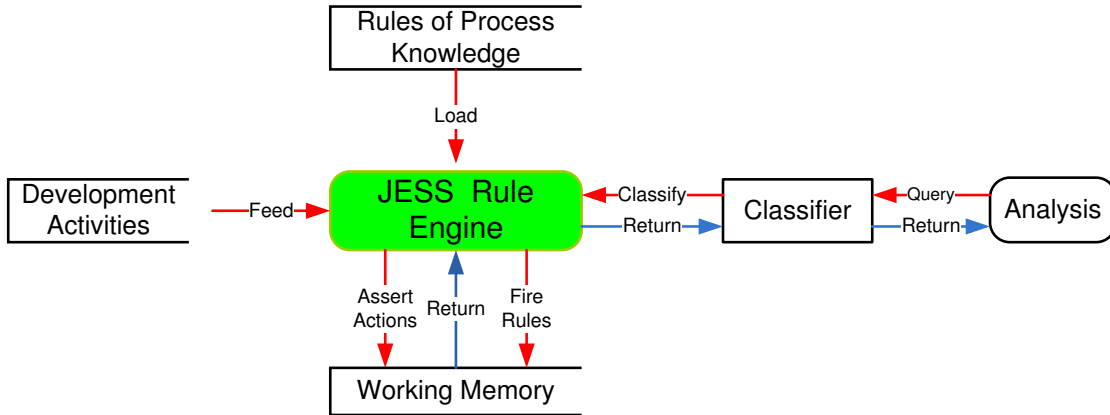 Rules of Process
Knowledge
Load
Development
Activities
Feed
JESS Rule
Engine
Classify
Return
Classifier
Query
Return
Analysis
Assert
Actions
Return
Fire
Rules
Working Memory